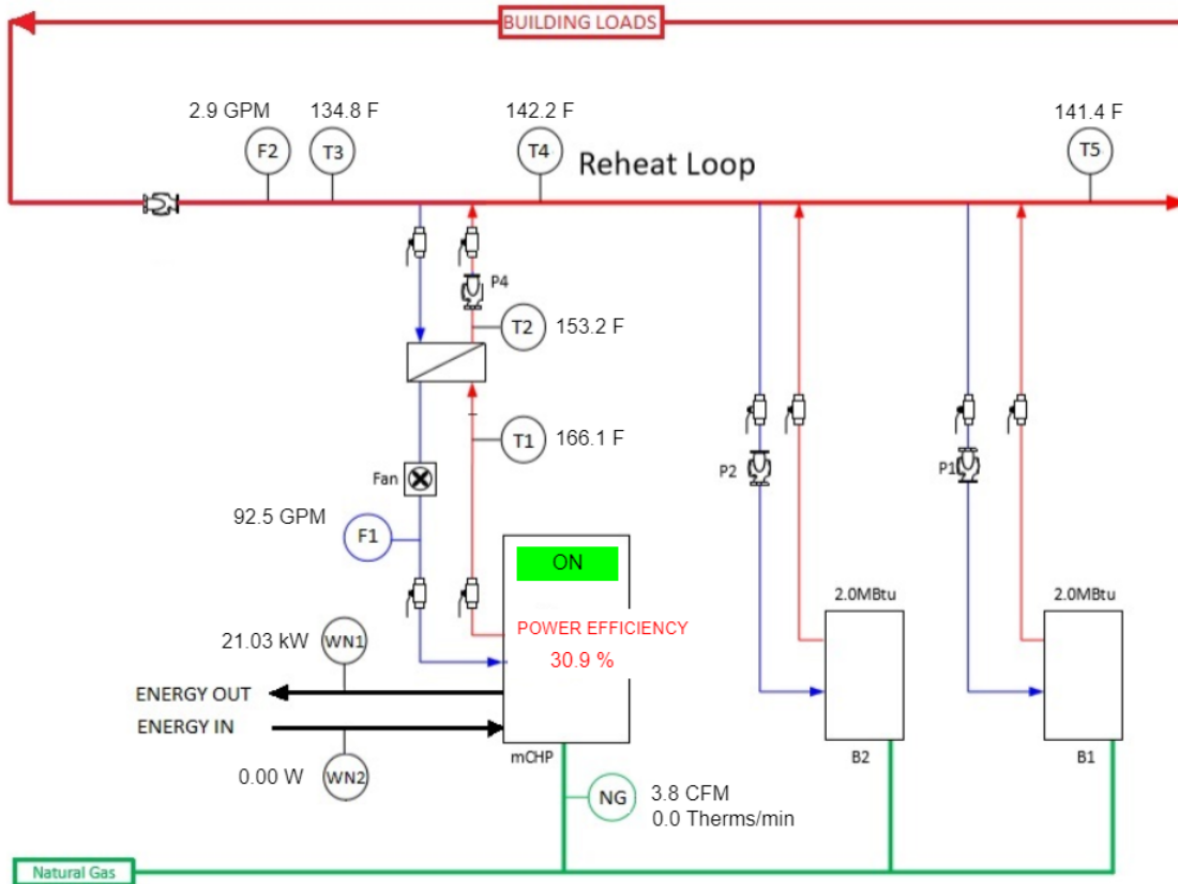 BUILDING LOADS
2.9 GPM
134.8 F
142.2 F
141.4 F
F2
T3
T4
T5
Reheat Loop
P4
T2
153.2 F
T1
166.1 F
Fan
P2
P1
92.5 GPM
F1
ON
2.0MBtu
2.0MBtu
POWER EFFICIENCY
30.9 %
21.03 kW
WN1
ENERGY OUT
ENERGY IN
mCHP
B2
B1
0.00 W
WN2
NG
3.8 CFM
0.0 Therms/min
Natural Gas